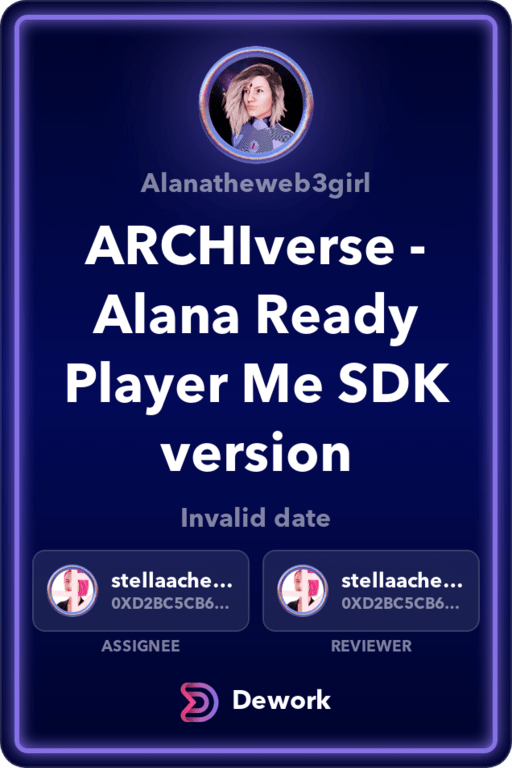 Alanatheweb3girl
ARCHIverse -
Alana Ready
Player Me SDK
version
Invalid date
stellaache...
0XD2BC5CB6...
stellaache...
0XD2BC5CB6...
ASSIGNEE
REVIEWER
Dework